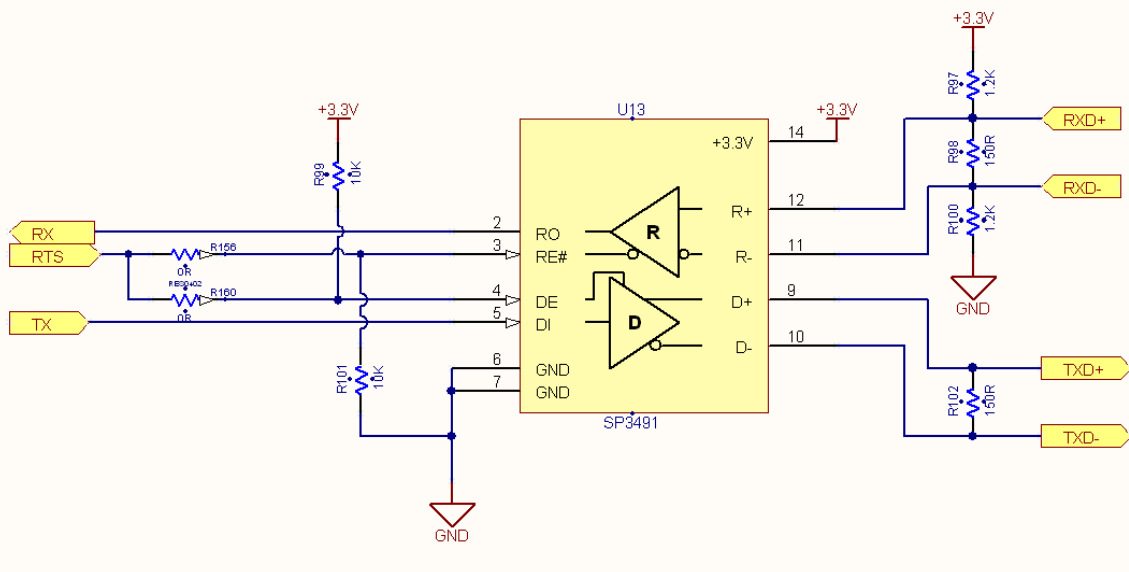 +3.3V
R97
1.2K
+3.3V
U13
+3.3V
14
+3.3V
RXD+
R98
150R
R99
10K
12
R+
RXD-
RX
2
RO
R
R100
1.2K
RTS
R156
3
RE#
11
R-
0R
GND
RB30402
R160
4
DE
9
D+
0R
TX
5
DI
D
10
D-
6
GND
R101
10K
7
GND
TXD+
R102
150R
SP3491
TXD-
GND